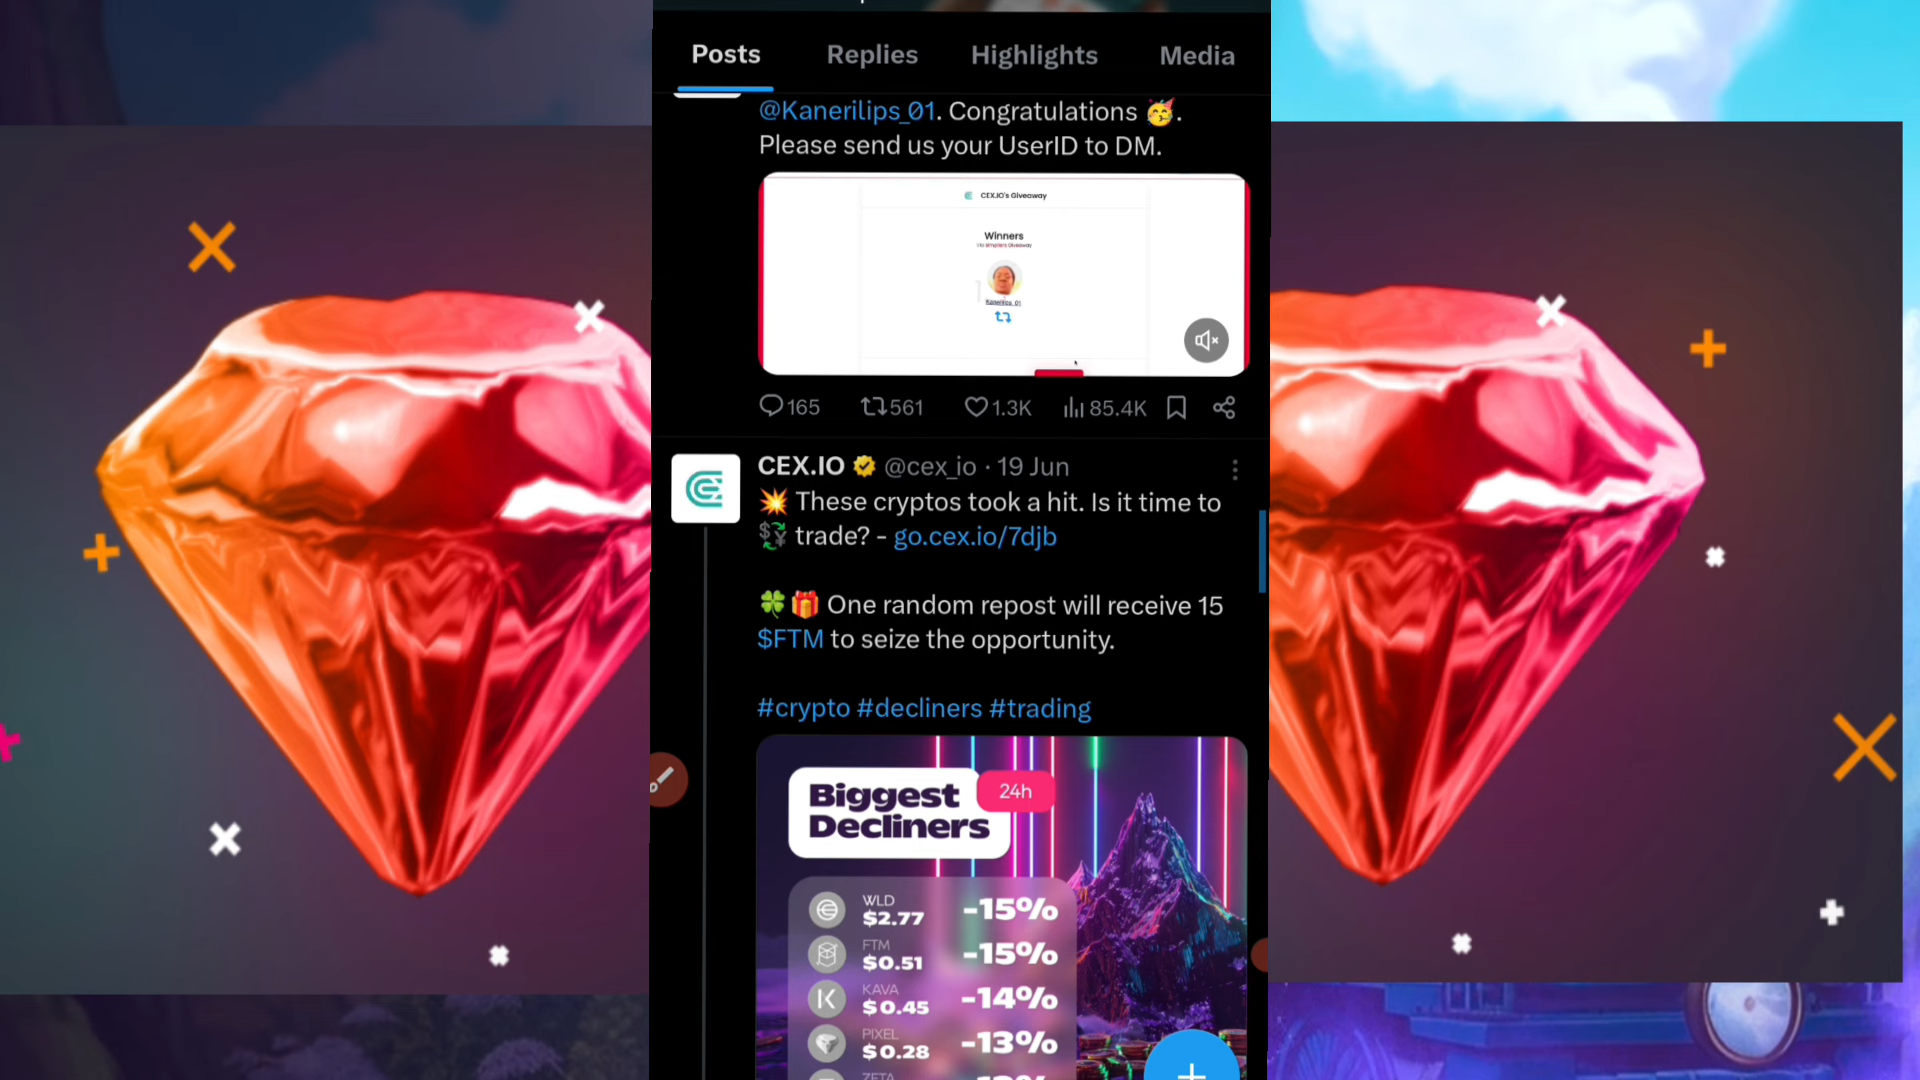 Posts Replies Highlights Media
@Kanerilips_01. Congratulations 🥳.
Please send us your UserID to DM.
CEX.IO's Giveaway
Winners
Kanerilips_01
165 561 1.3K 85.4K
CEX.IO @cex_io · 19 Jun
💥 These cryptos took a hit. Is it time to
💱 trade? - go.cex.io/7djb
🍀🎁 One random repost will receive 15
$FTM to seize the opportunity.
#crypto #decliners #trading
Biggest
Decliners
24h
WLD
$2.77 -15%
FTM
$0.51 -15%
KAVA
$0.45 -14%
PIXEL
$0.28 -13%